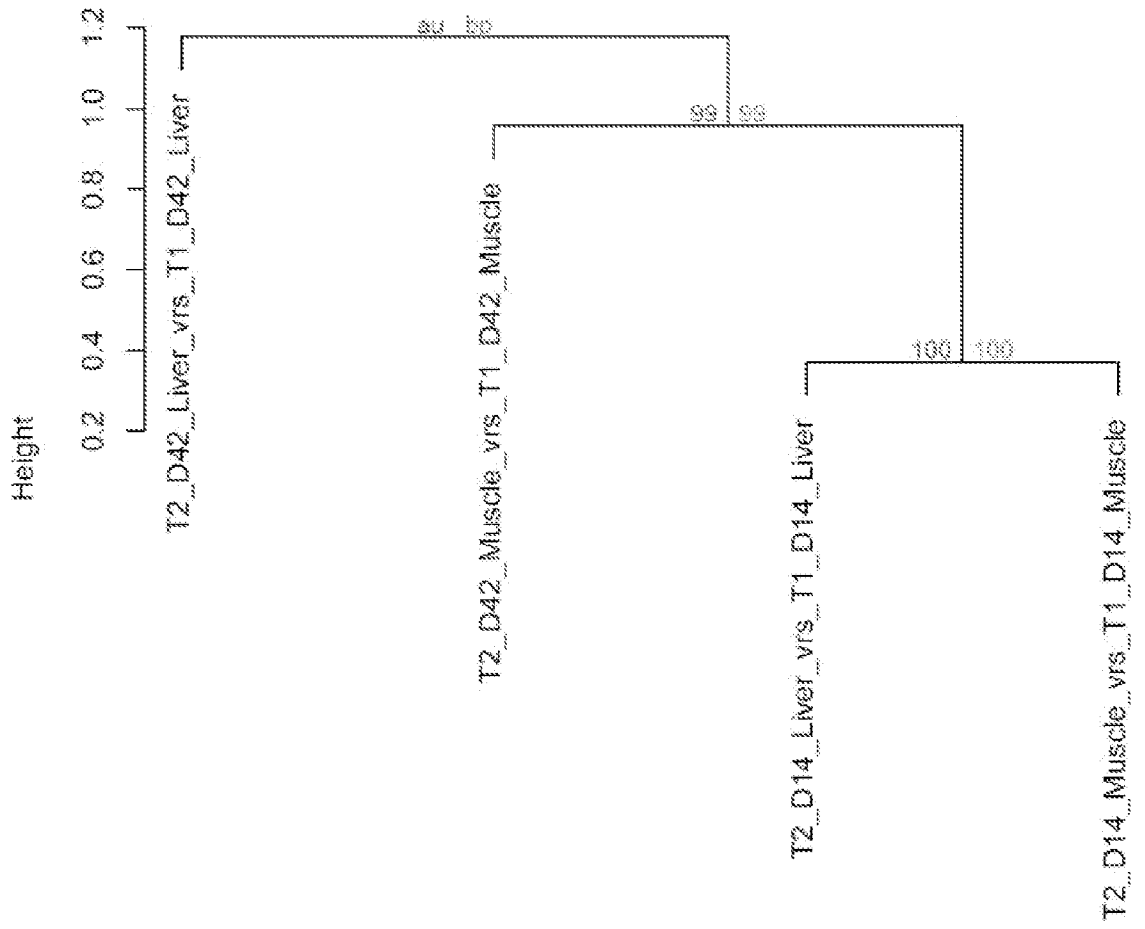 Height
0.2 0.4 0.6 0.8 1.0 1.2
au bp
99 99
100 100
T2_D42_Liver_vrs_T1_D42_Liver
T2_D42_Muscle_vrs_T1_D42_Muscle
T2_D14_Liver_vrs_T1_D14_Liver
T2_D14_Muscle_vrs_T1_D14_Muscle